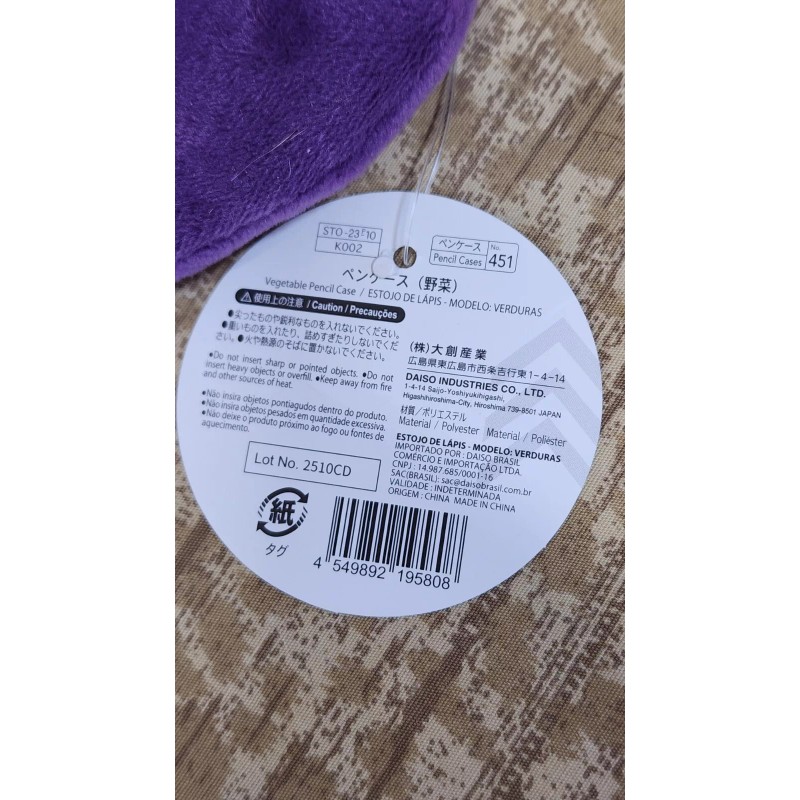 STO-23E10
K002
ペンケース
Pencil Cases
No.
451
ペンケース（野菜）
Vegetable Pencil Case / ESTOJO DE LÁPIS - MODELO: VERDURAS
使用上の注意 / Caution / Precauções
●尖ったものや鋭利なものを入れないでください。
●重いものを入れたり、詰めすぎたりしないでくだ
さい。●火や熱源のそばに置かないでください。
●Do not insert sharp or pointed objects. ●Do not
insert heavy objects or overfill. ●Keep away from fire
and other sources of heat.
●Não insira objetos pontiagudos dentro do produto.
●Não insira objetos pesados em quantidade excessiva.
●Não deixe o produto próximo ao fogo ou fontes de
aquecimento.
Lot No. 2510CD
紙
タグ
(株)大創産業
広島県東広島市西条吉行東1-4-14
DAISO INDUSTRIES CO., LTD.
1-4-14 Saijo-Yoshiyukihigashi,
Higashihiroshima-City, Hiroshima 739-8501 JAPAN
材質／ポリエステル
Material / Polyester Material / Poliéster
ESTOJO DE LÁPIS - MODELO: VERDURAS
IMPORTADO POR : DAISO BRASIL
COMÉRCIO E IMPORTAÇÃO LTDA.
CNPJ : 14.987.685/0001-16
SAC(BRASIL) : sac@daisobrasil.com.br
VALIDADE : INDETERMINADA
ORIGEM : CHINA MADE IN CHINA
4 549892 195808